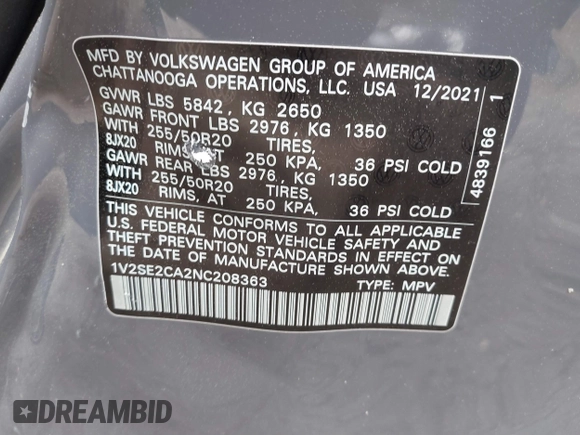 MFD BY VOLKSWAGEN GROUP OF AMERICA
CHATTANOOGA OPERATIONS, LLC. USA 12/2021
GVWR LBS 5842, KG 2650
GAWR FRONT LBS 2976, KG 1350
WITH 255/50R20 TIRES,
8JX20 RIMS, AT 250 KPA, 36 PSI COLD
GAWR REAR LBS 2976, KG 1350
WITH 255/50R20 TIRES,
8JX20 RIMS, AT 250 KPA, 36 PSI COLD
THIS VEHICLE CONFORMS TO ALL APPLICABLE
U.S. FEDERAL MOTOR VEHICLE SAFETY AND
THEFT PREVENTION STANDARDS IN EFFECT ON
THE DATE OF MANUFACTURE SHOWN ABOVE.
1V2SE2CA2NC208363 TYPE: MPV
4839166 1
DREAMBID